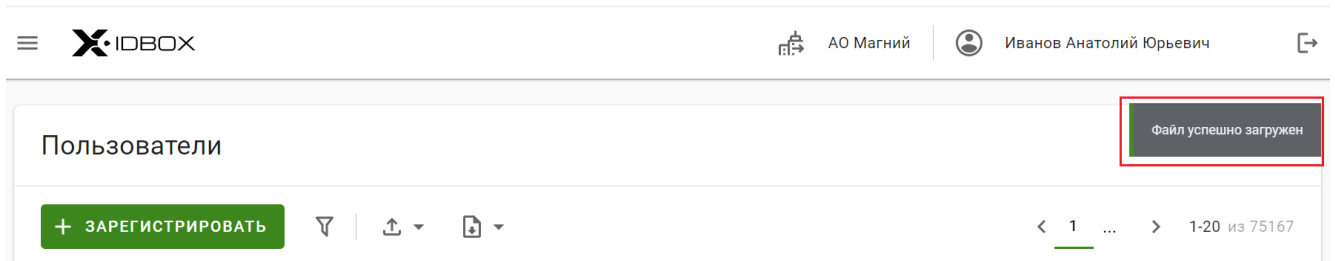 IDBOX
АО Магний
Иванов Анатолий Юрьевич
Файл успешно загружен
Пользователи
+ ЗАРЕГИСТРИРОВАТЬ
1 ...
1-20 из 75167